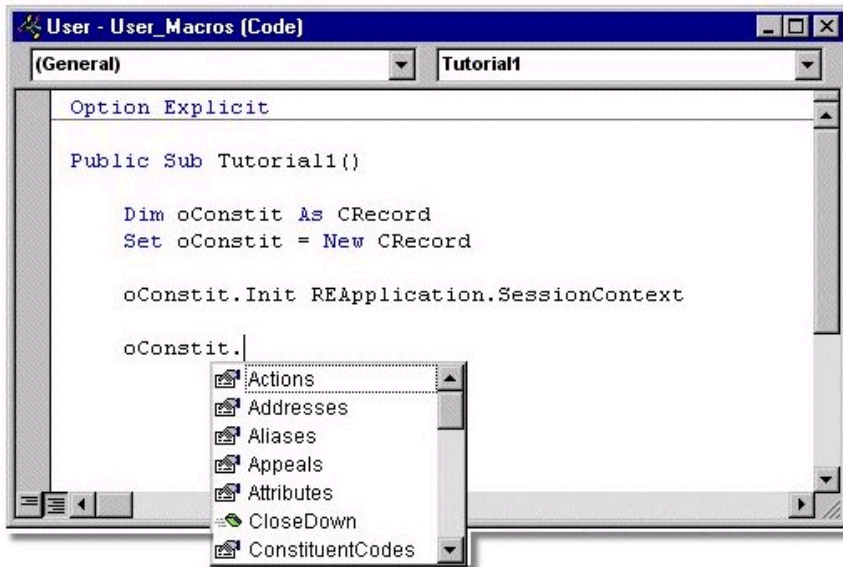 User - User_Macros (Code)
(General) Tutorial1
Option Explicit
Public Sub Tutorial1()
Dim oConstit As CRecord
Set oConstit = New CRecord
oConstit.Init REApplication.SessionContext
oConstit.
Actions
Addresses
Aliases
Appeals
Attributes
CloseDown
ConstituentCodes